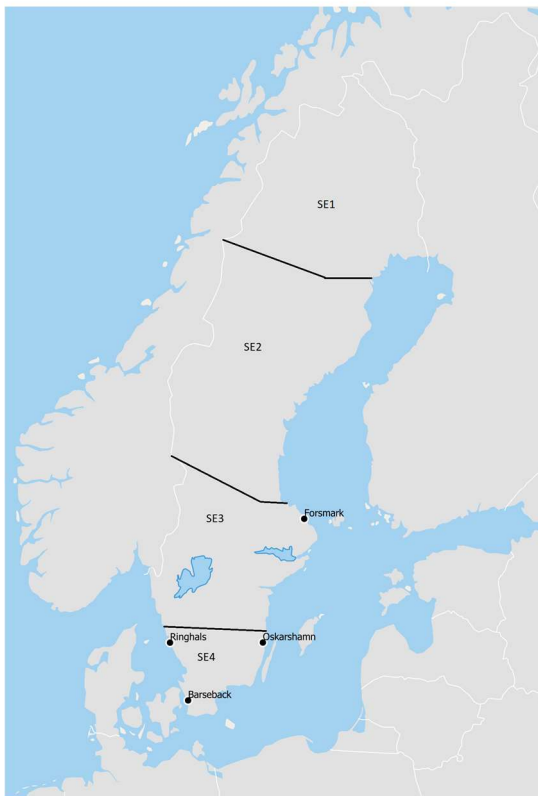 SE1
SE2
SE3
Forsmark
Ringhals
Oskarshamn
SE4
Barseback